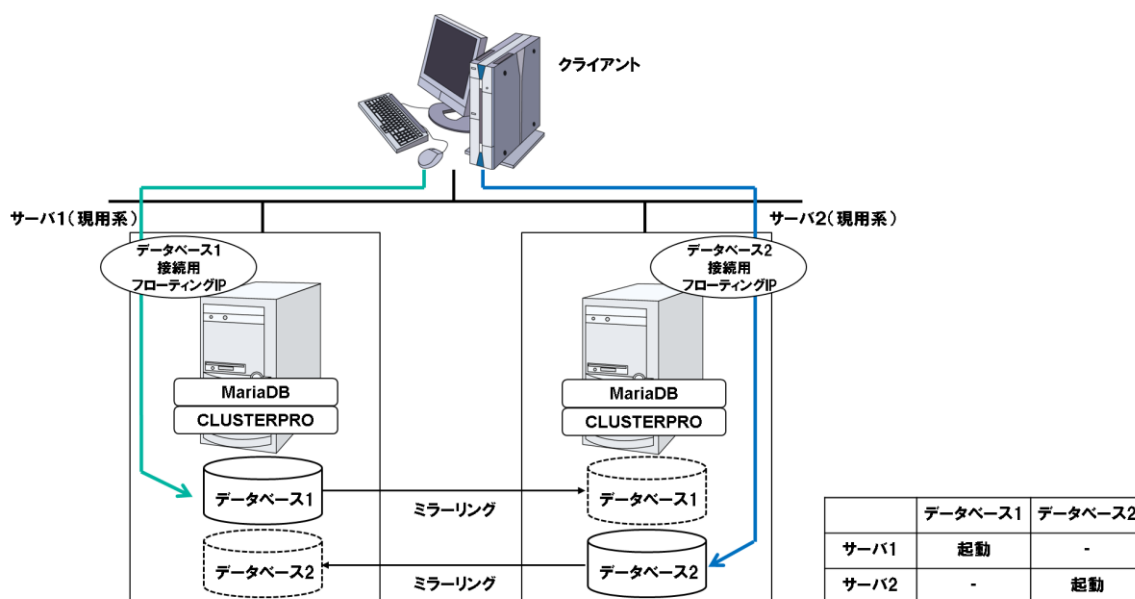 クライアント
サーバ1(現用系)
サーバ2(現用系)
データベース1
接続用
フローティングIP
データベース2
接続用
フローティングIP
MariaDB
CLUSTERPRO
MariaDB
CLUSTERPRO
データベース1
ミラーリング
データベース1
データベース2
ミラーリング
データベース2
データベース1 データベース2
サーバ1 起動 -
サーバ2 - 起動